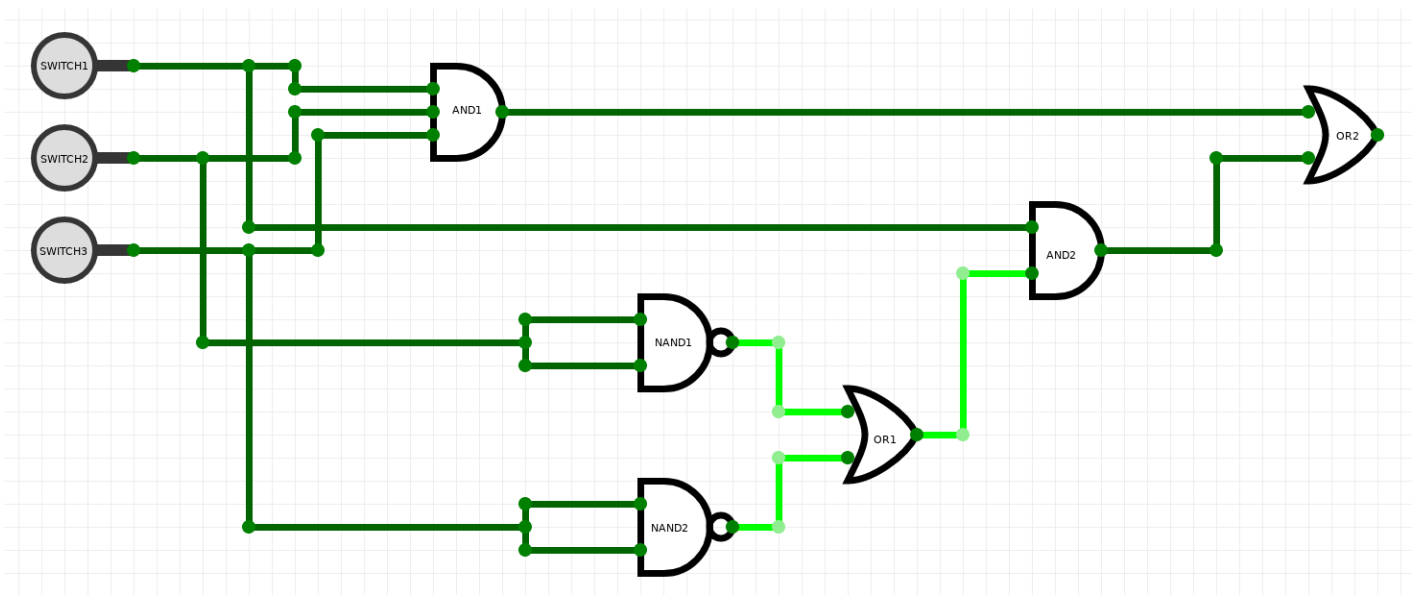 SWITCH1
AND1
SWITCH2
OR2
SWITCH3
AND2
NAND1
OR1
NAND2